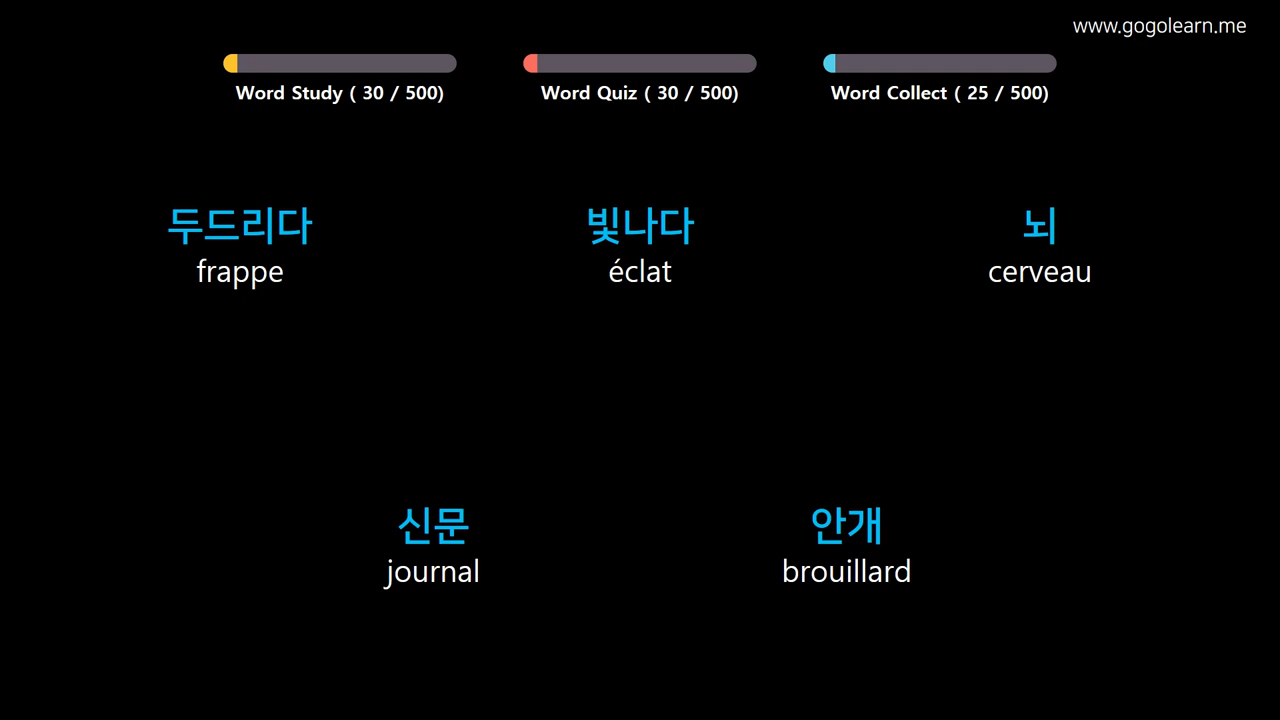 www.gogolearn.me
Word Study ( 30 / 500)
Word Quiz ( 30 / 500)
Word Collect ( 25 / 500)
두드리다
frappe
빛나다
éclat
뇌
cerveau
신문
journal
안개
brouillard